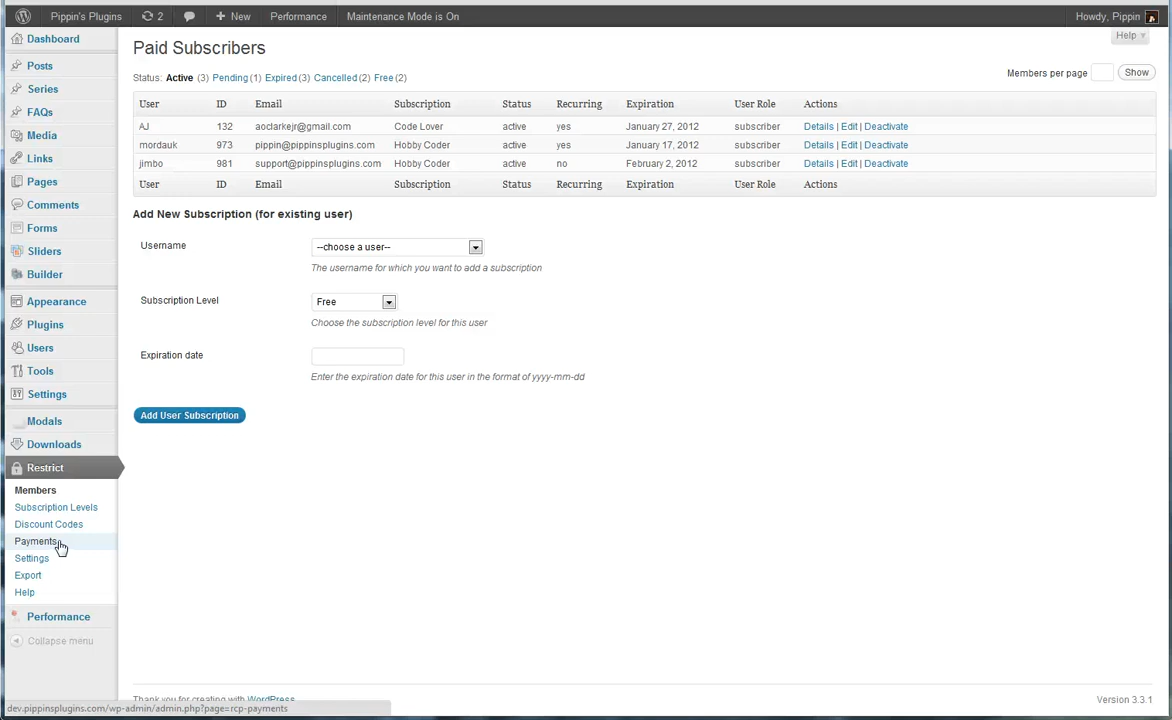 Pippin's Plugins 2 New Performance Maintenance Mode is On Howdy, Pippin
Help
Dashboard
Posts
Series
FAQs
Media
Links
Pages
Comments
Forms
Sliders
Builder
Appearance
Plugins
Users
Tools
Settings
Modals
Downloads
Restrict
Members
Subscription Levels
Discount Codes
Payments
Settings
Export
Help
Performance
Collapse menu
Paid Subscribers
Status: Active (3) Pending(1) Expired(3) Cancelled(2) Free(2)
Members per page Show
User ID Email Subscription Status Recurring Expiration User Role Actions
AJ 132 aoclarkejr@gmail.com Code Lover active yes January 27, 2012 subscriber Details | Edit | Deactivate
mordauk 973 pippin@pippinsplugins.com Hobby Coder active yes January 17, 2012 subscriber Details | Edit | Deactivate
jimbo 981 support@pippinsplugins.com Hobby Coder active no February 2, 2012 subscriber Details | Edit | Deactivate
User ID Email Subscription Status Recurring Expiration User Role Actions
Add New Subscription (for existing user)
Username --choose a user--
The username for which you want to add a subscription
Subscription Level Free
Choose the subscription level for this user
Expiration date
Enter the expiration date for this user in the format of yyyy-mm-dd
Add User Subscription
Thank you for creating with WordPress Version 3.3.1
dev.pippinsplugins.com/wp-admin/admin.php?page=rcp-payments